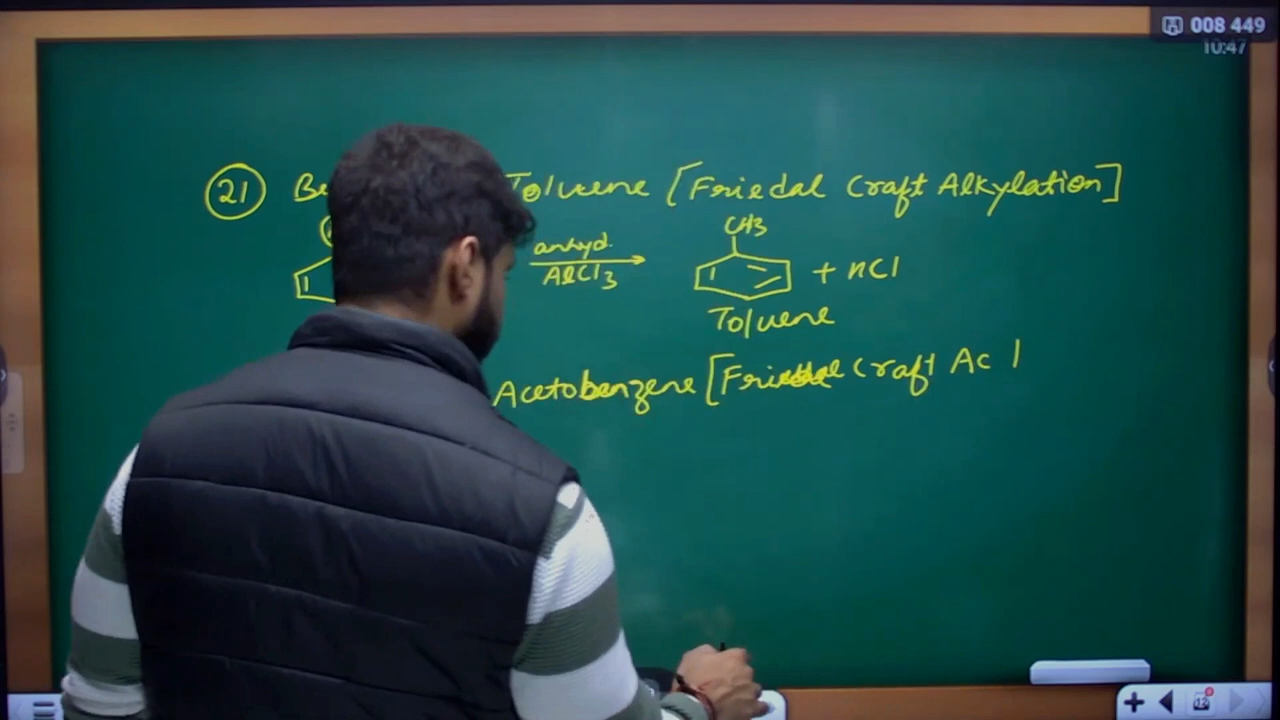 008 449
10:47
21 Be Toluene [Friedal Craft Alkylation]
CH3
anhyd.
AlCl3
+ HCl
Toluene
Acetobenzene [Friedal Craft Ac